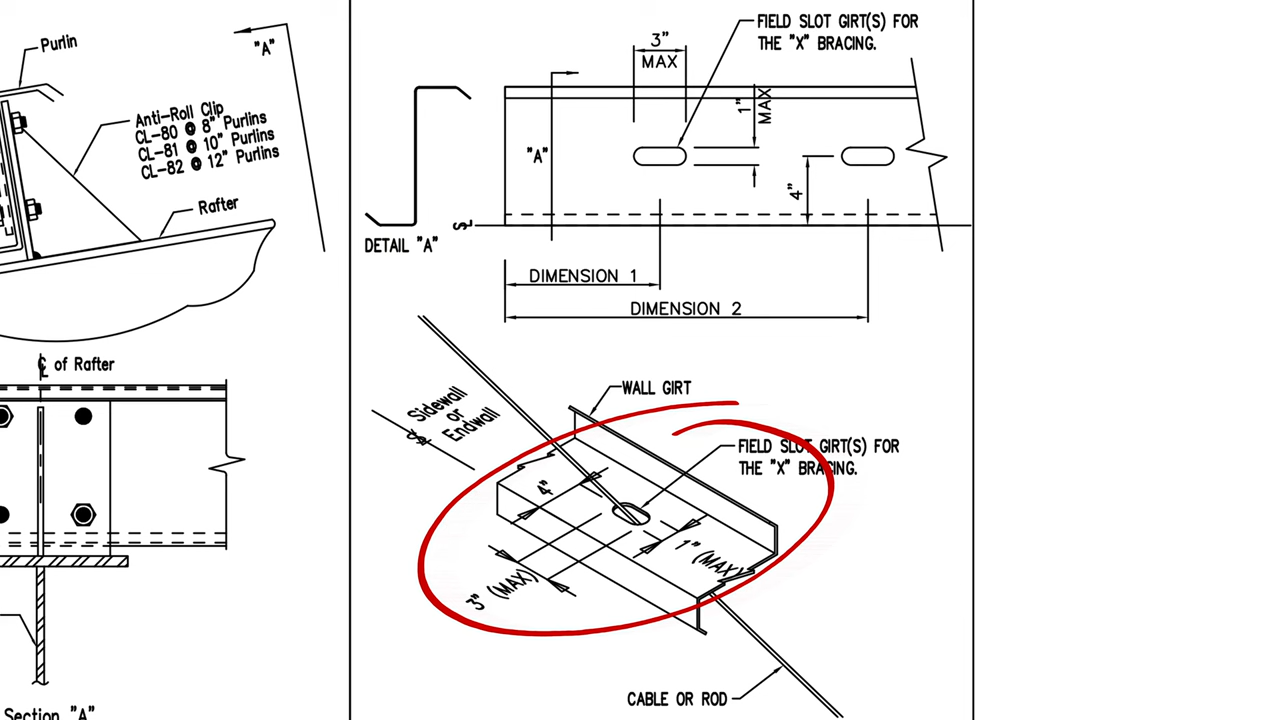 Purlin
"A"
Anti-Roll Clip
CL-80 @ 8" Purlins
CL-81 @ 10" Purlins
CL-82 @ 12" Purlins
Rafter
℄ of Rafter
Section "A"
FIELD SLOT GIRT(S) FOR
THE "X" BRACING.
3"
MAX
1"
MAX
"A"
4"
DETAIL "A"
DIMENSION 1
DIMENSION 2
Sidewall
or
Endwall
WALL GIRT
FIELD SLOT GIRT(S) FOR
THE "X" BRACING.
4"
1" (MAX)
3" (MAX)
CABLE OR ROD